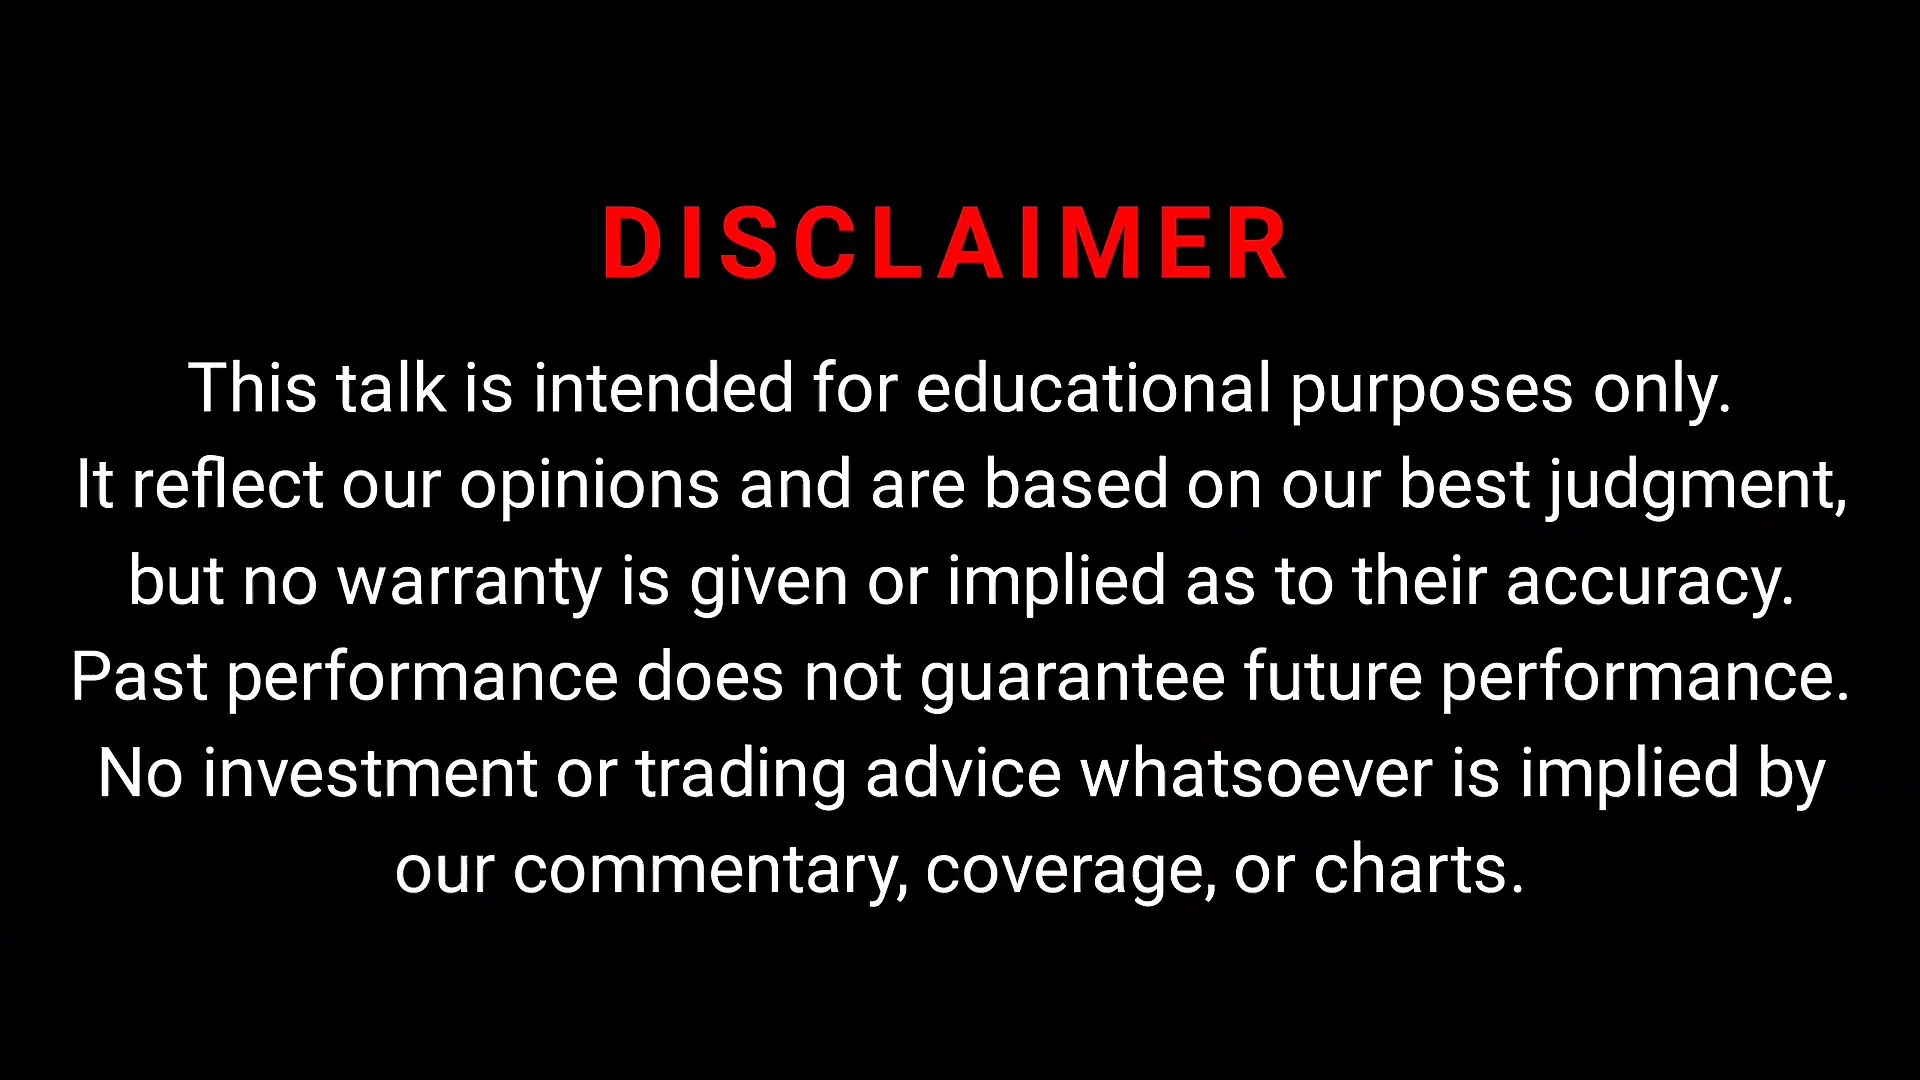 DISCLAIMER
This talk is intended for educational purposes only.
It reflect our opinions and are based on our best judgment,
but no warranty is given or implied as to their accuracy.
Past performance does not guarantee future performance.
No investment or trading advice whatsoever is implied by
our commentary, coverage, or charts.